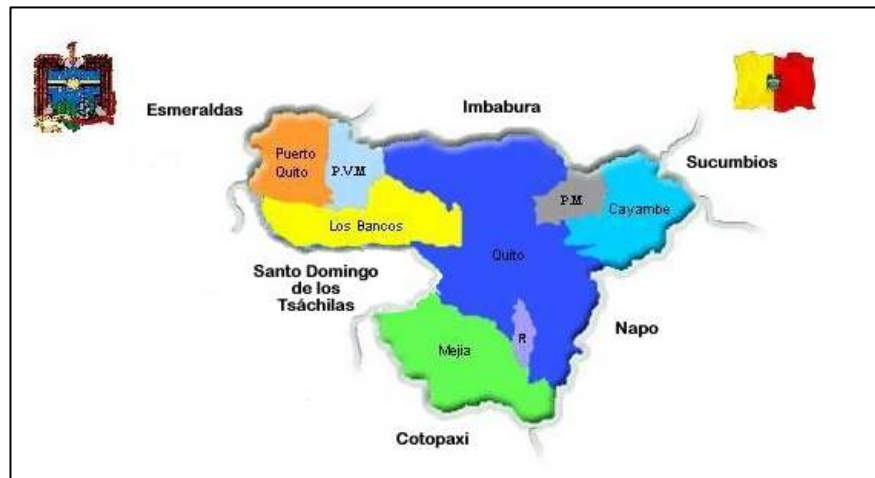 Esmeraldas
Imbabura
Sucumbios
Puerto
Quito
P.V.M
P.M
Cayambe
Los Bancos
Quito
Santo Domingo
de los
Tsáchilas
Napo
Mejia
R
Cotopaxi